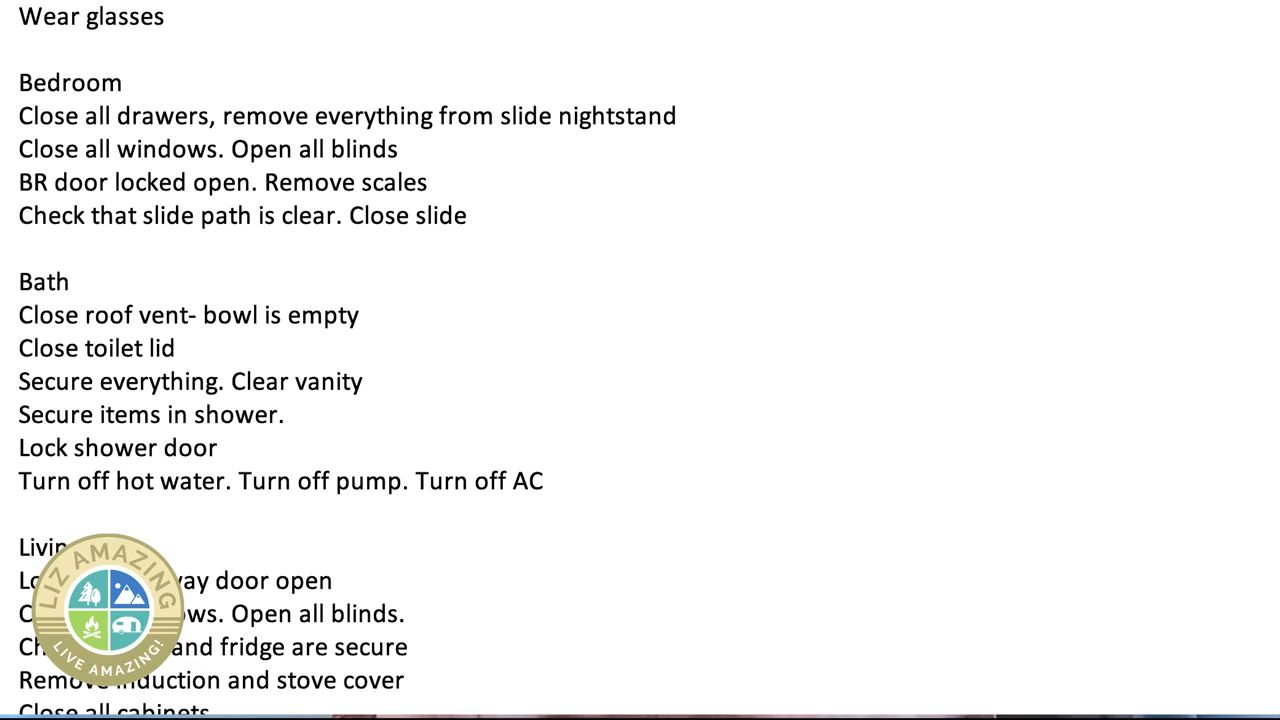 Wear glasses
Bedroom
Close all drawers, remove everything from slide nightstand
Close all windows. Open all blinds
BR door locked open. Remove scales
Check that slide path is clear. Close slide
Bath
Close roof vent- bowl is empty
Close toilet lid
Secure everything. Clear vanity
Secure items in shower.
Lock shower door
Turn off hot water. Turn off pump. Turn off AC
door open
Open all blinds.
and fridge are secure
Remove induction and stove cover
Close all cabinets
LIZ AMAZING
LIVE AMAZING!